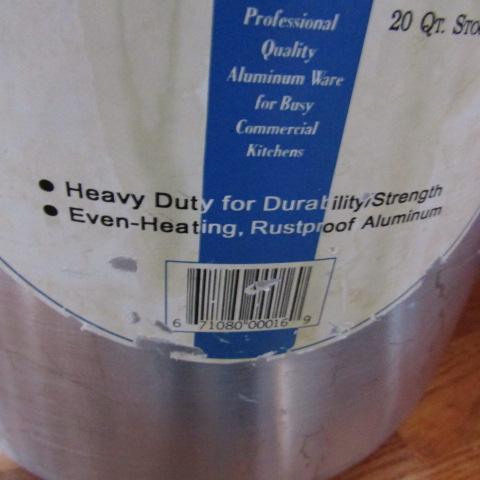 Professional
Quality
Aluminum Ware
for Busy
Commercial
Kitchens
20 QT.
• Heavy Duty for Durability/Strength
• Even-Heating, Rustproof Aluminum
6 71080 00016 9